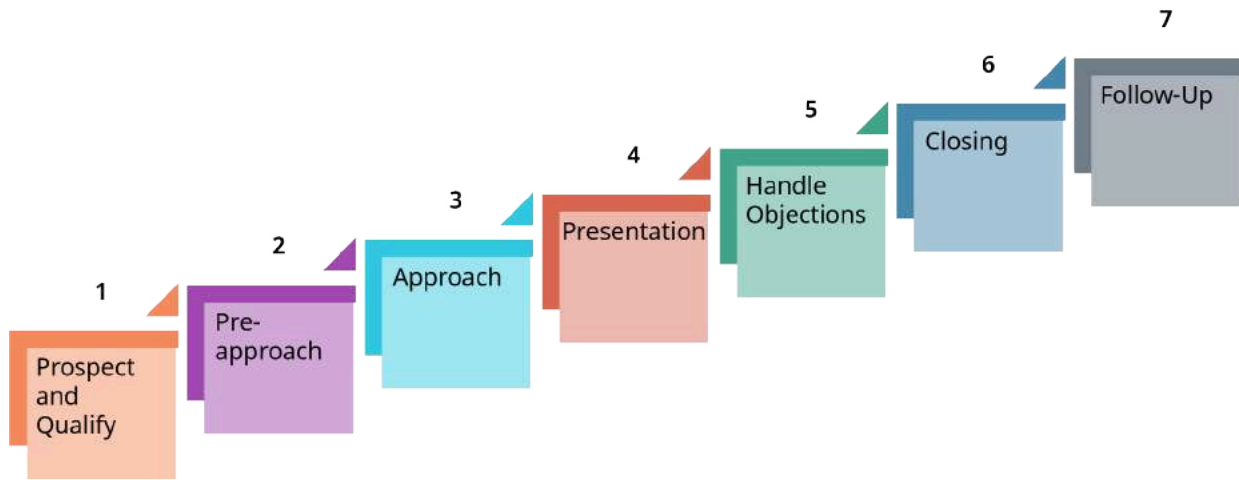 1
Prospect
and
Qualify
2
Pre-
approach
3
Approach
4
Presentation
5
Handle
Objections
6
Closing
7
Follow-Up